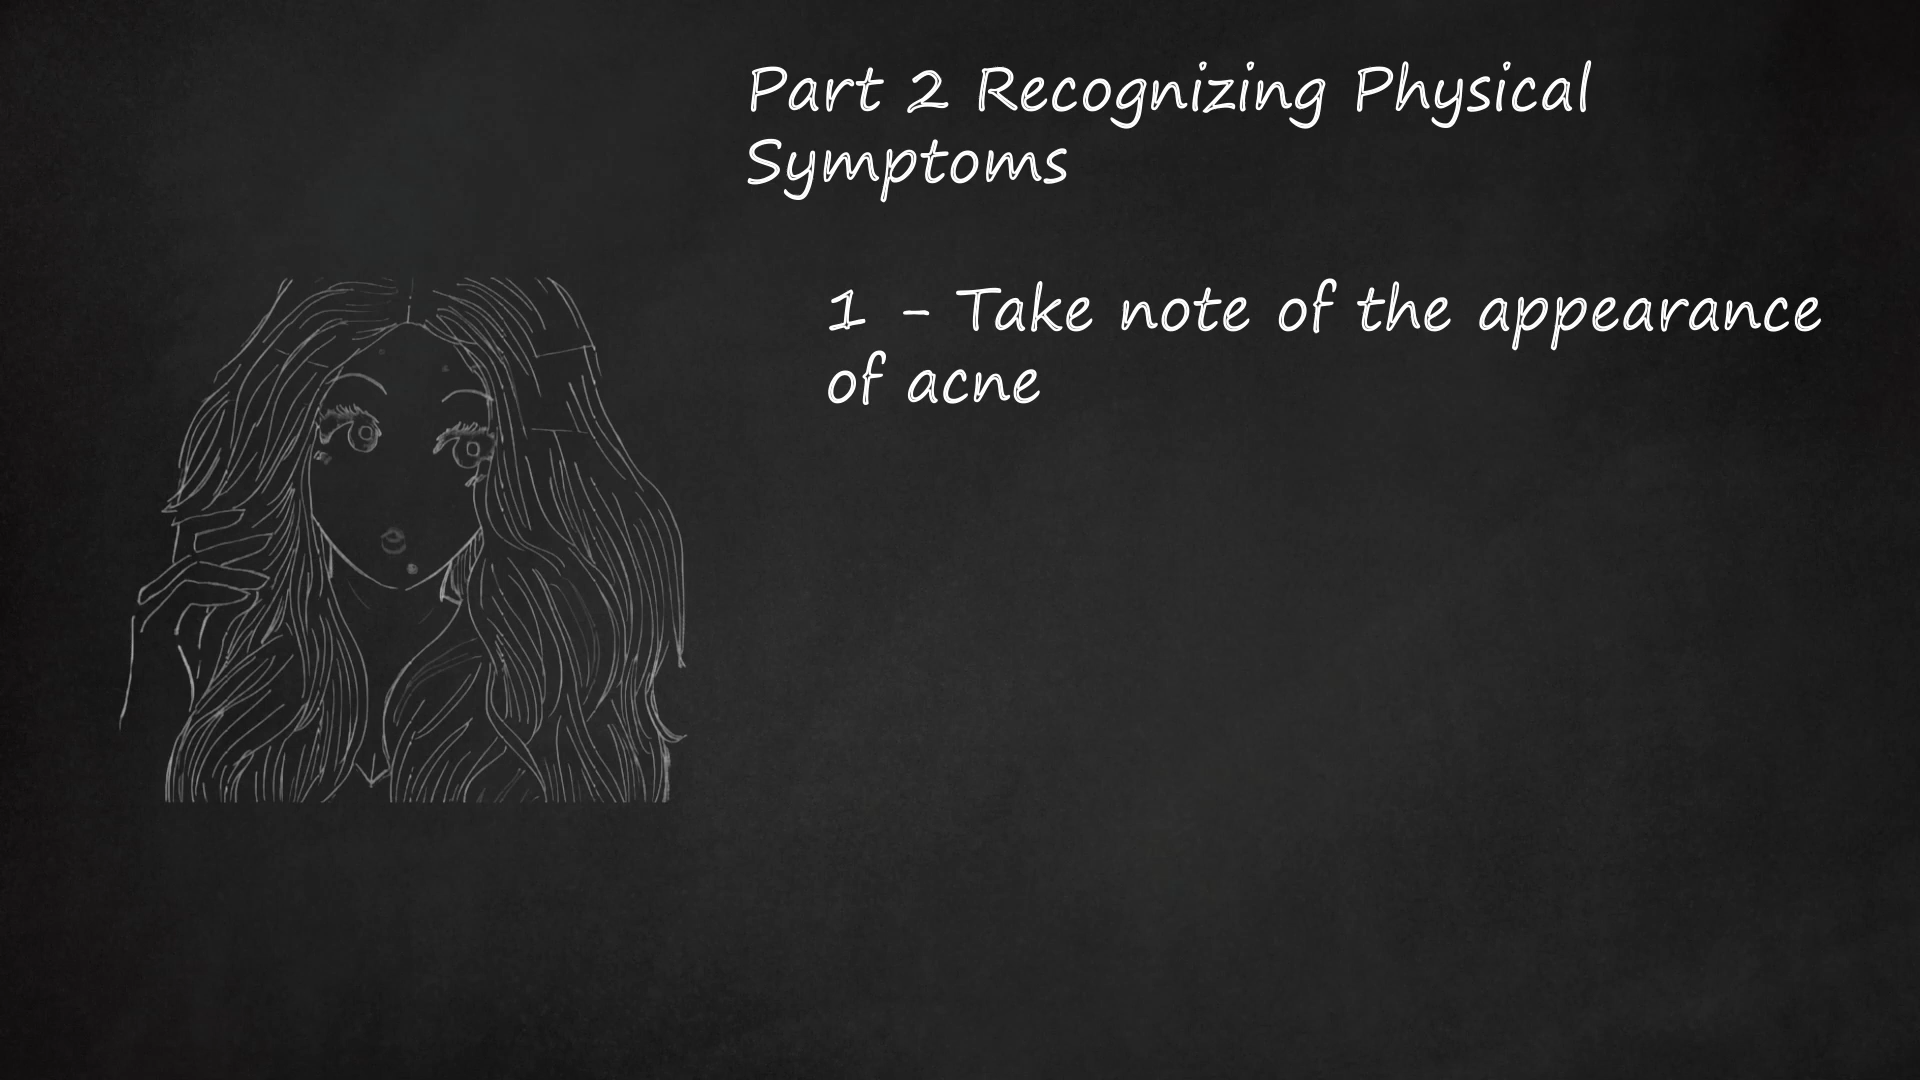 Part 2 Recognizing Physical
Symptoms
1 - Take note of the appearance
of acne